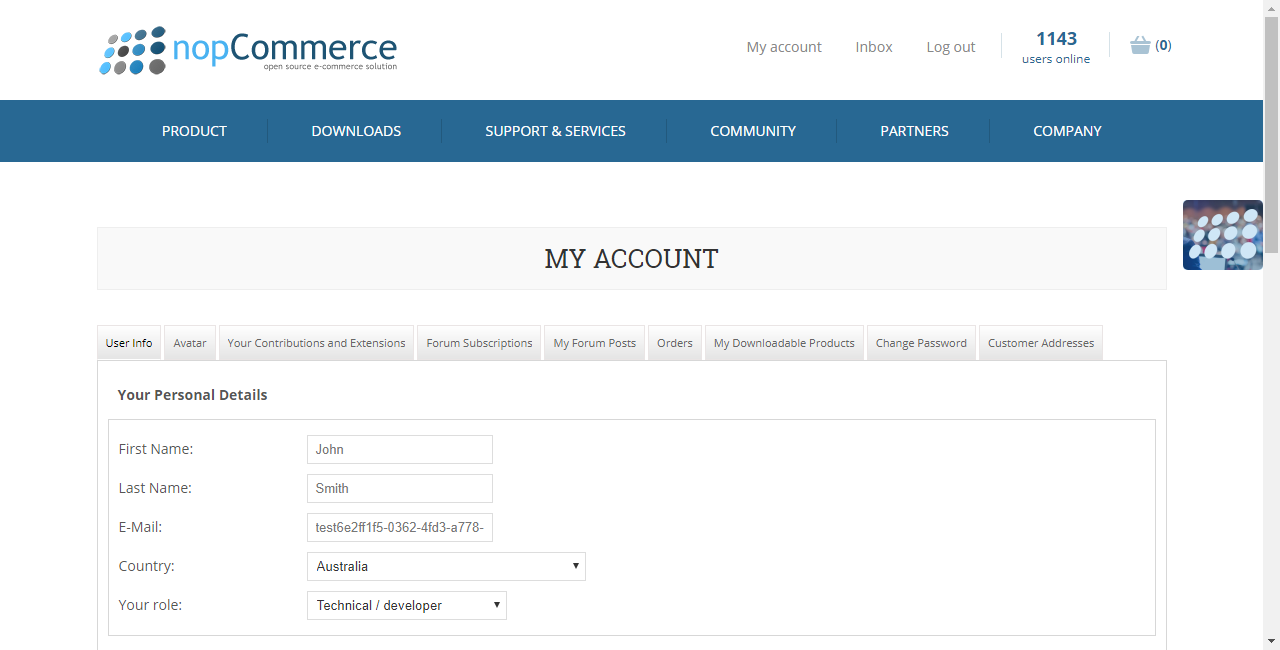 nopCommerce
open source e-commerce solution
My account
Inbox
Log out
1143
users online
(0)
PRODUCT
DOWNLOADS
SUPPORT & SERVICES
COMMUNITY
PARTNERS
COMPANY
MY ACCOUNT
User Info
Avatar
Your Contributions and Extensions
Forum Subscriptions
My Forum Posts
Orders
My Downloadable Products
Change Password
Customer Addresses
Your Personal Details
First Name:
John
Last Name:
Smith
E-Mail:
test6e2ff1f5-0362-4fd3-a778-
Country:
Australia
Your role:
Technical / developer